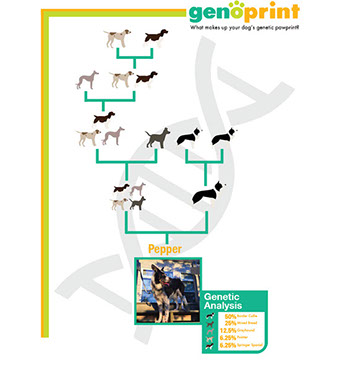 genoprint
What makes up your dog's genetic pawprint?
Pepper
Genetic
Analysis
50% Border Collie
25% Mixed Breed
12.5% Greyhound
6.25% Pointer
6.25% Springer Spaniel